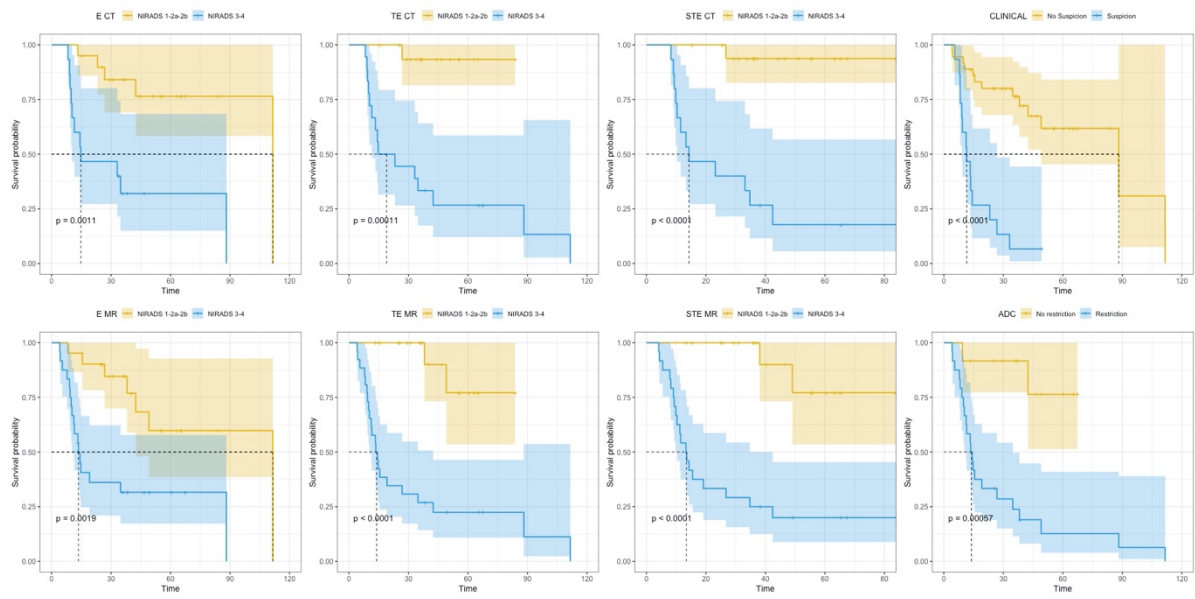 E CT NIRADS 1-2a-2b NIRADS 3-4
Survival probability
1.00
0.75
0.50
0.25
0.00
p = 0.0011
0 30 60 90 120
Time
TE CT NIRADS 1-2a-2b NIRADS 3-4
Survival probability
1.00
0.75
0.50
0.25
0.00
p = 0.00011
0 30 60 90 120
Time
STE CT NIRADS 1-2a-2b NIRADS 3-4
Survival probability
1.00
0.75
0.50
0.25
0.00
p < 0.0001
0 20 40 60 80
Time
CLINICAL No Suspicion Suspicion
Survival probability
1.00
0.75
0.50
0.25
0.00
p < 0.0001
0 30 60 90 120
Time
E MR NIRADS 1-2a-2b NIRADS 3-4
Survival probability
1.00
0.75
0.50
0.25
0.00
p = 0.0019
0 30 60 90 120
Time
TE MR NIRADS 1-2a-2b NIRADS 3-4
Survival probability
1.00
0.75
0.50
0.25
0.00
p < 0.0001
0 30 60 90 120
Time
STE MR NIRADS 1-2a-2b NIRADS 3-4
Survival probability
1.00
0.75
0.50
0.25
0.00
p < 0.0001
0 20 40 60 80
Time
ADC No restriction Restriction
Survival probability
1.00
0.75
0.50
0.25
0.00
p = 0.00057
0 30 60 90 120
Time